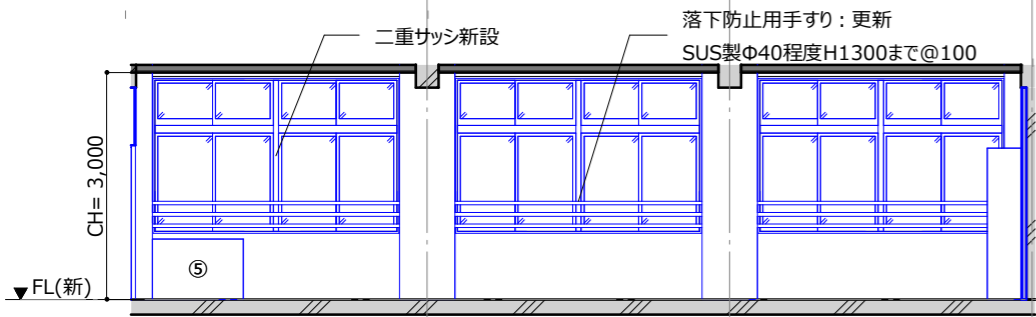 二重サッシ新設
落下防止用手すり：更新
SUS製Φ40程度H1300まで@100
CH= 3,000
⑤
FL(新)